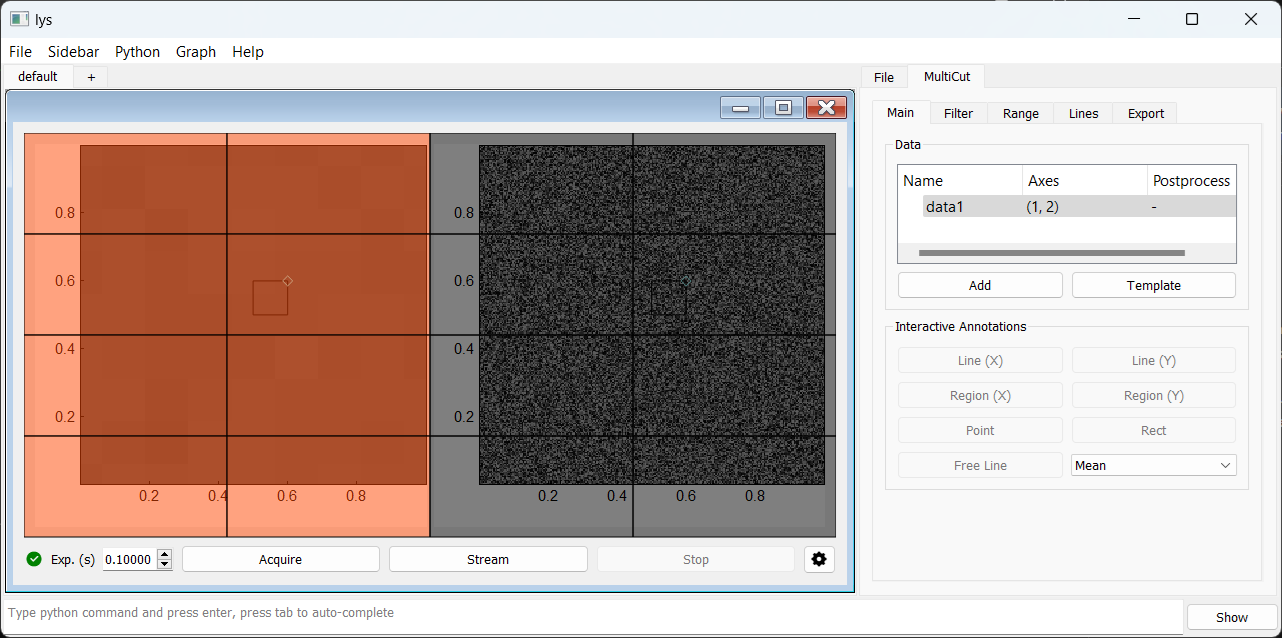 lys
File Sidebar Python Graph Help
default +
File MultiCut
Main Filter Range Lines Export
Data
Name Axes Postprocess
data1 (1, 2) -
Add Template
Interactive Annotations
Line (X) Line (Y)
Region (X) Region (Y)
Point Rect
Free Line Mean
0.8
0.6
0.4
0.2
0.2 0.4 0.6 0.8
0.8
0.6
0.4
0.2
0.2 0.4 0.6 0.8
Exp. (s) 0.10000 Acquire Stream Stop
Type python command and press enter, press tab to auto-complete
Show